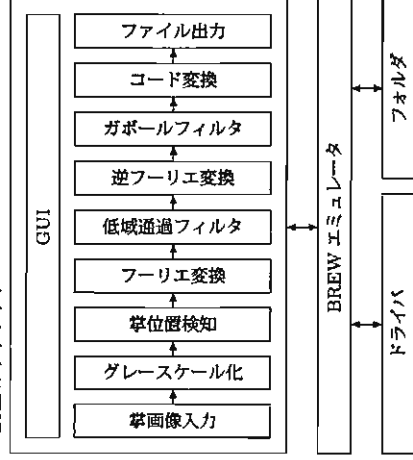 GUI
ファイル出力
コード変換
ガボールフィルタ
逆フーリエ変換
低域通過フィルタ
フーリエ変換
掌位置検知
グレースケール化
掌画像入力
BREW エミュレータ
フォルダ
ドライバ